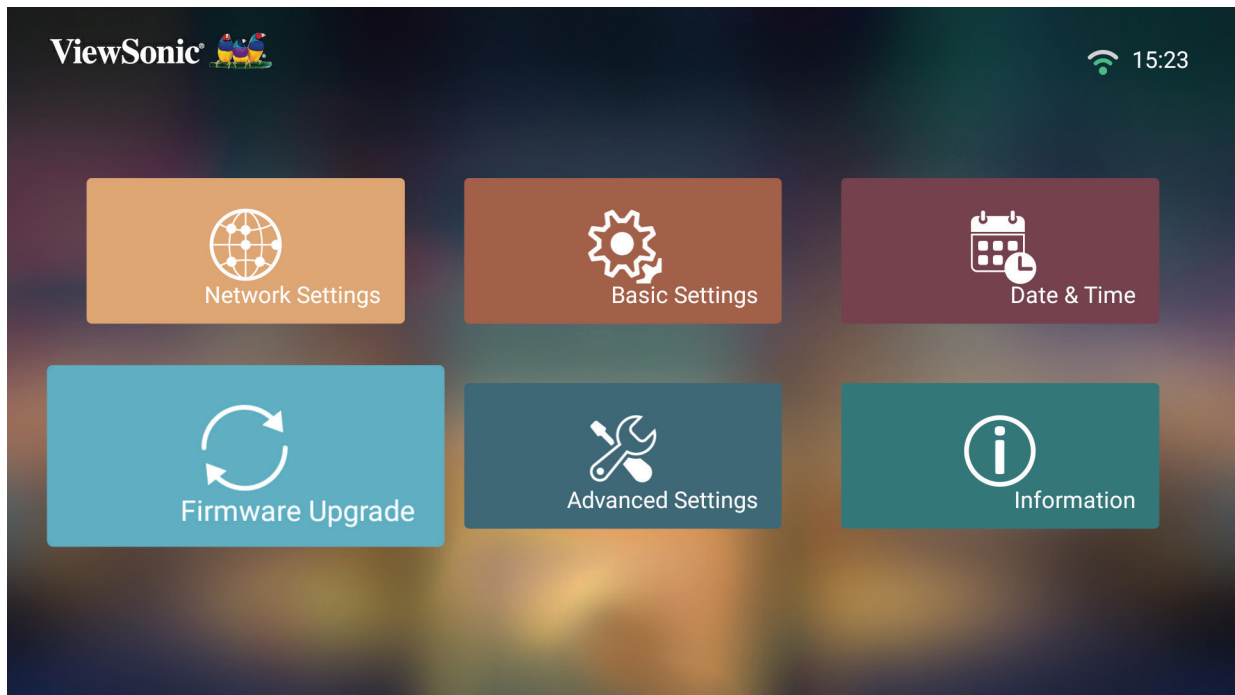 ViewSonic®
15:23
Network Settings
Basic Settings
Date & Time
Firmware Upgrade
Advanced Settings
Information